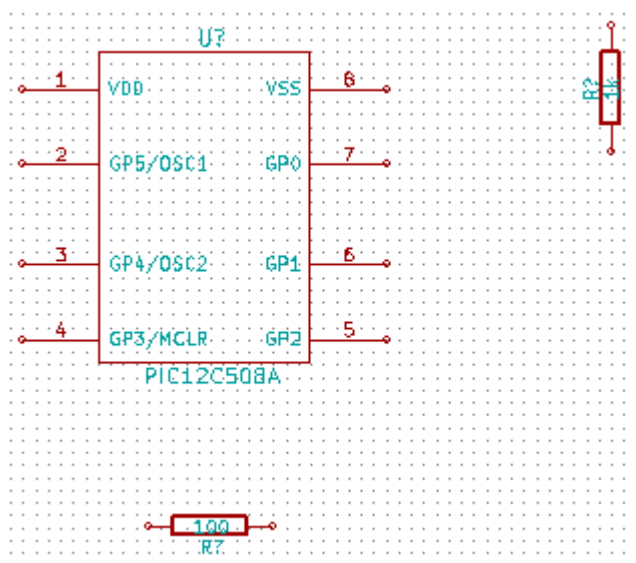 U?
1 VDD VSS 8
R? 1k
2 GP5/OSC1 GP0 7
3 GP4/OSC2 GP1 6
4 GP3/MCLR GP2 5
PIC12C508A
100
R?